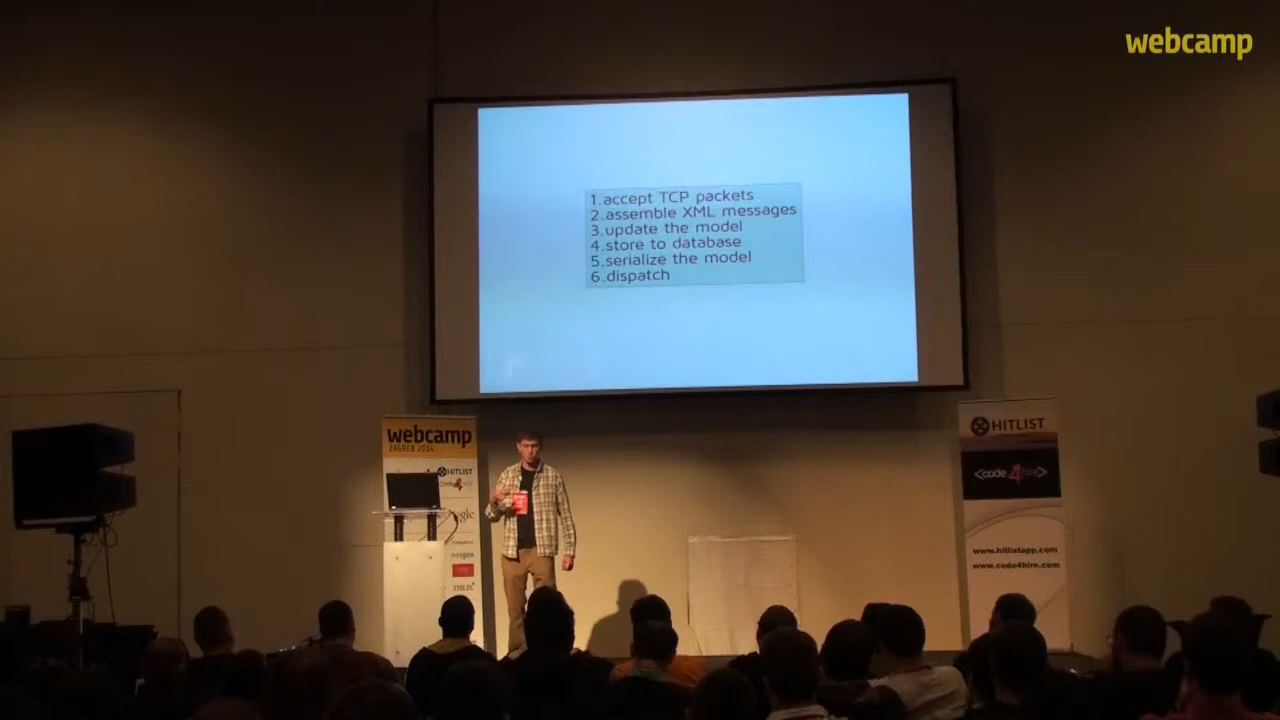 webcamp
1.accept TCP packets
2.assemble XML messages
3.update the model
4.store to database
5.serialize the model
6.dispatch
webcamp
ZAGREB 2014
HITLIST
HITLIST
<code
www.hitlistapp.com
www.code4hire.com